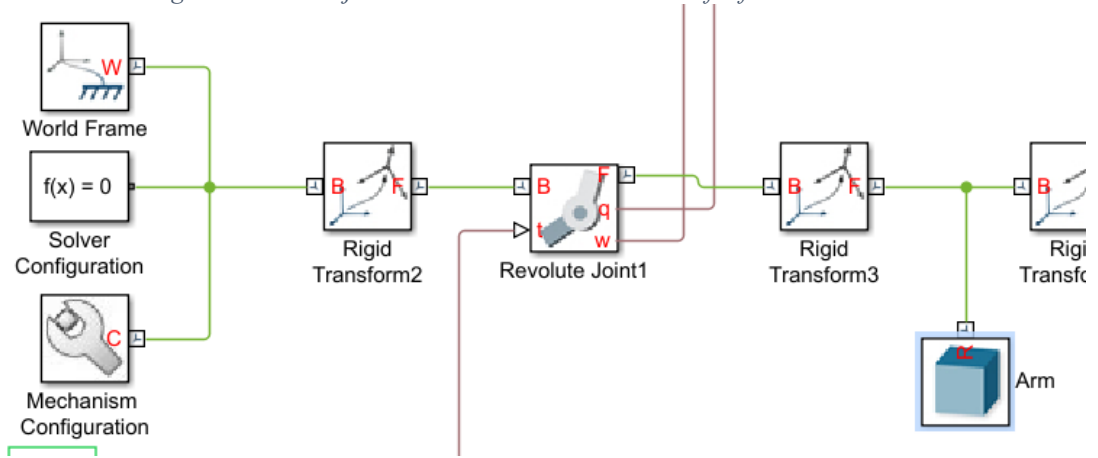 W
World Frame
f(x) = 0
Solver
Configuration
C
Mechanism
Configuration
B
F
Rigid
Transform2
B
F
q
t
w
Revolute Joint1
B
F
Rigid
Transform3
B
R
Arm